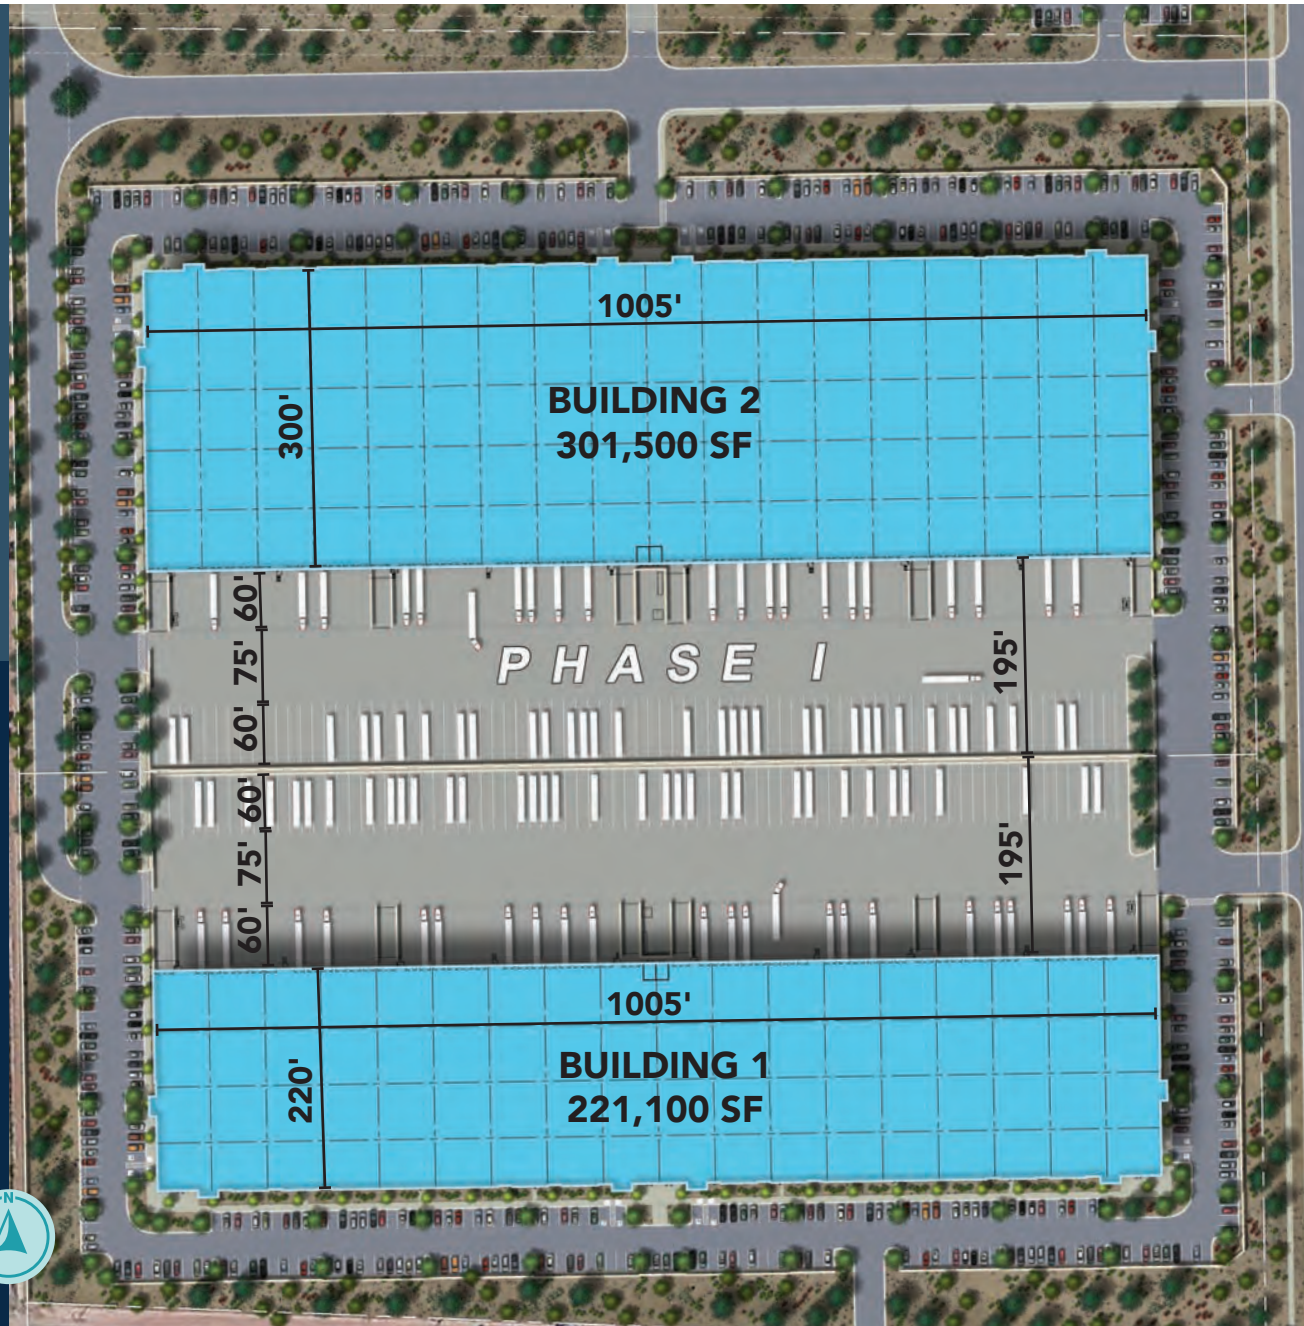 1005'
300'
BUILDING 2
301,500 SF
60'
75'
60'
PHASE I
195'
60'
75'
60'
195'
1005'
220'
BUILDING 1
221,100 SF
N